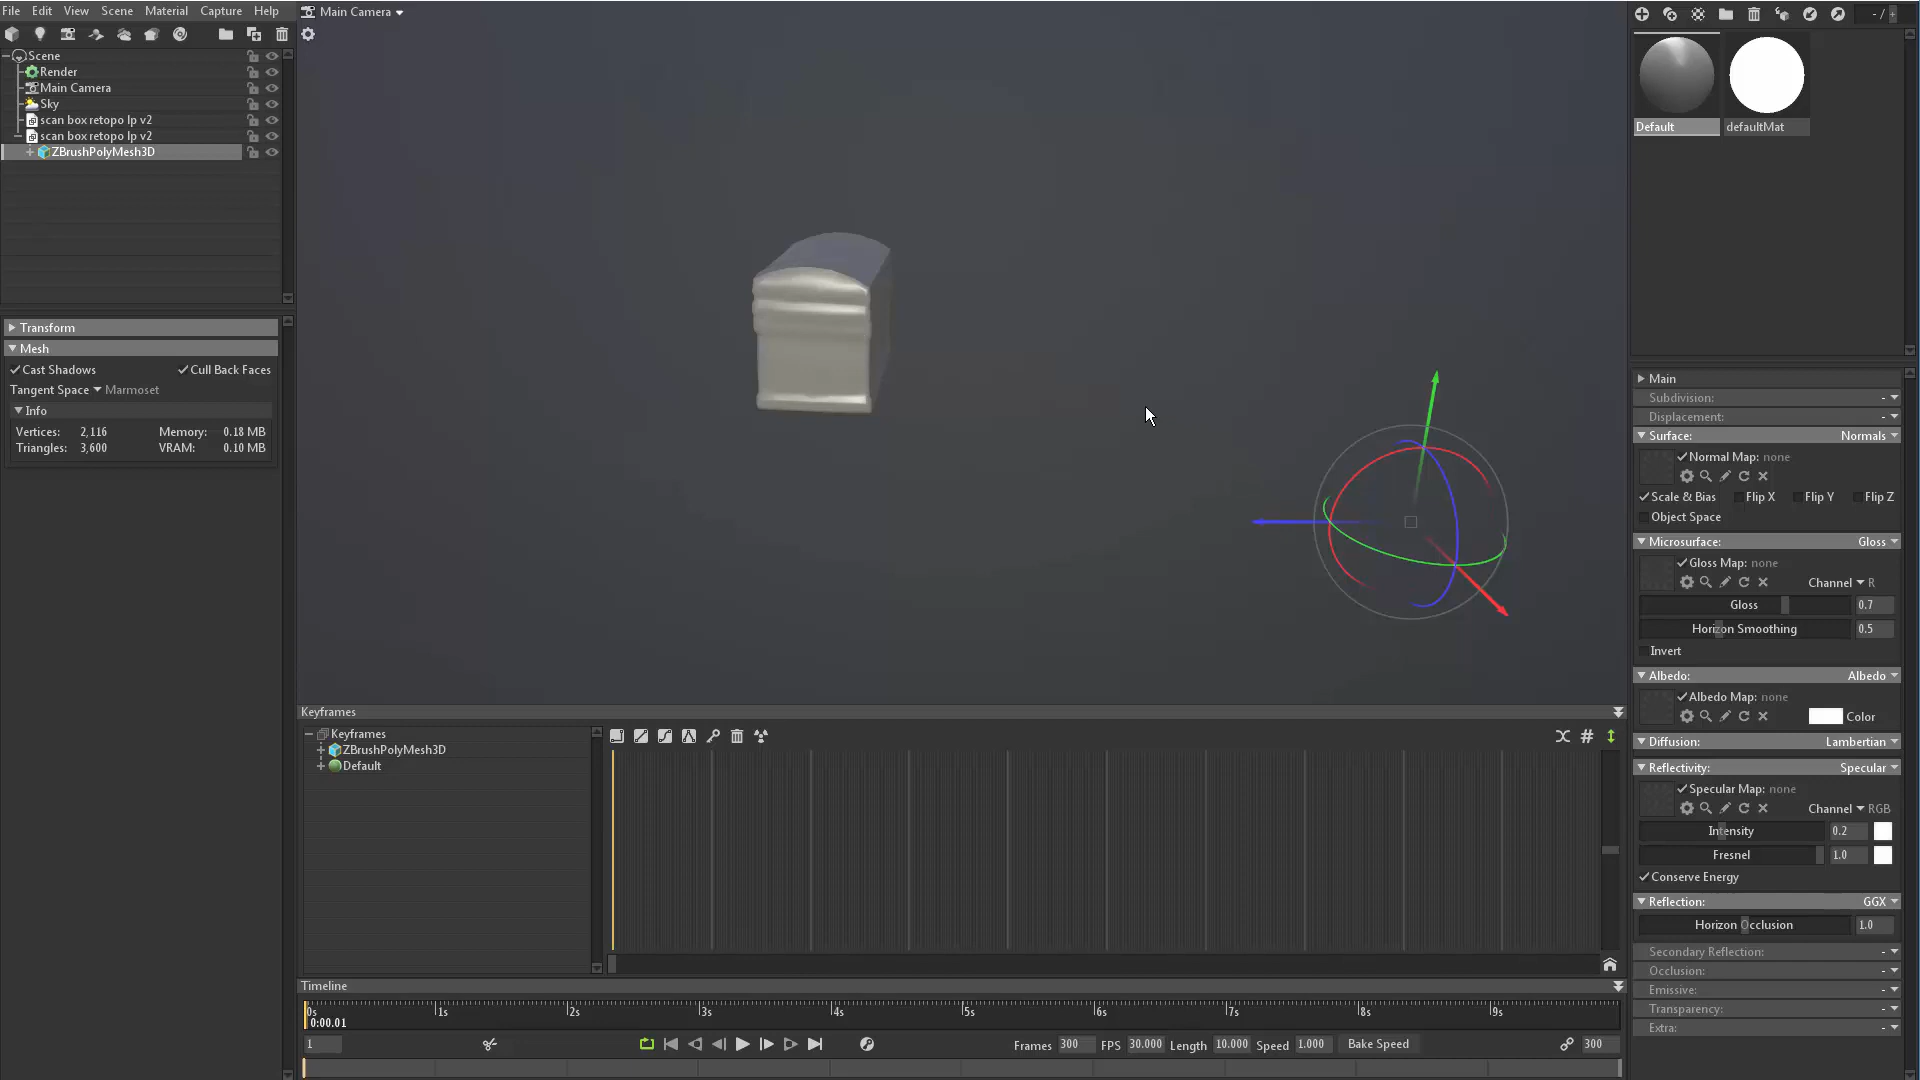 File Edit View Scene Material Capture Help
Main Camera
- / +
Scene
Render
Main Camera
Sky
scan box retopo lp v2
scan box retopo lp v2
ZBrushPolyMesh3D
Default
defaultMat
Transform
Mesh
Cast Shadows
Cull Back Faces
Tangent Space Marmoset
Info
Vertices: 2,116 Memory: 0.18 MB
Triangles: 3,600 VRAM: 0.10 MB
Main
Subdivision: -
Displacement: -
Surface: Normals
Normal Map: none
Scale & Bias Flip X Flip Y Flip Z
Object Space
Microsurface: Gloss
Gloss Map: none
Channel R
Gloss 0.7
Horizon Smoothing 0.5
Invert
Albedo: Albedo
Albedo Map: none
Color
Diffusion: Lambertian
Reflectivity: Specular
Specular Map: none
Channel RGB
Intensity 0.2
Fresnel 1.0
Conserve Energy
Reflection: GGX
Horizon Occlusion 1.0
Secondary Reflection: -
Occlusion: -
Emissive: -
Transparency: -
Extra: -
Keyframes
Keyframes
ZBrushPolyMesh3D
Default
Timeline
0s 1s 2s 3s 4s 5s 6s 7s 8s 9s
0:00.01
1
Frames 300 FPS 30.000 Length 10.000 Speed 1.000 Bake Speed 300